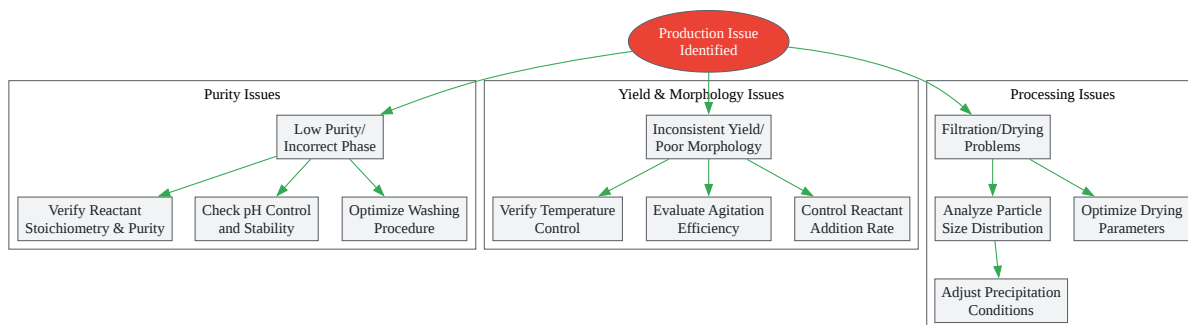 Production Issue
Identified
Purity Issues
Yield & Morphology Issues
Processing Issues
Low Purity/
Incorrect Phase
Inconsistent Yield/
Poor Morphology
Filtration/Drying
Problems
Verify Reactant
Stoichiometry & Purity
Check pH Control
and Stability
Optimize Washing
Procedure
Verify Temperature
Control
Evaluate Agitation
Efficiency
Control Reactant
Addition Rate
Analyze Particle
Size Distribution
Optimize Drying
Parameters
Adjust Precipitation
Conditions